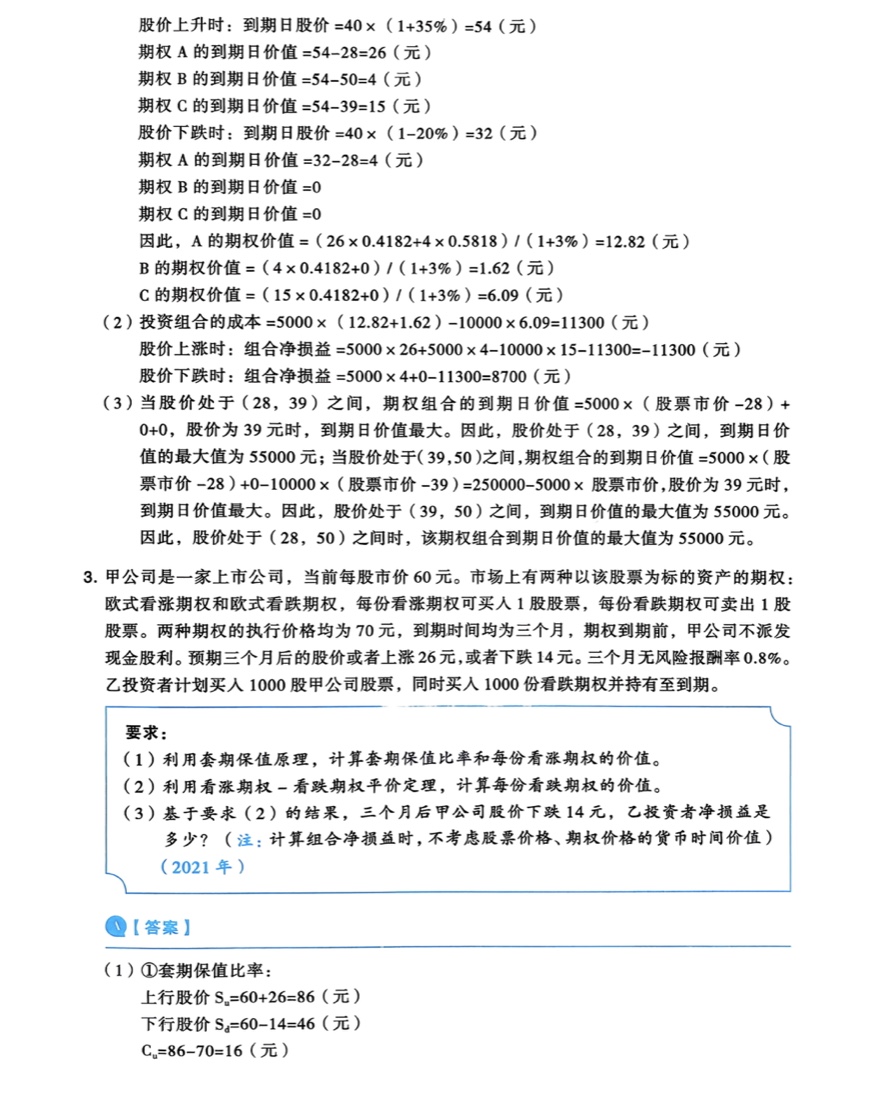 股价上升时：到期日股价 =40×（1+35%）=54（元）
期权 A 的到期日价值 =54-28=26（元）
期权 B 的到期日价值 =54-50=4（元）
期权 C 的到期日价值 =54-39=15（元）
股价下跌时：到期日股价 =40×（1-20%）=32（元）
期权 A 的到期日价值 =32-28=4（元）
期权 B 的到期日价值 =0
期权 C 的到期日价值 =0
因此，A 的期权价值 =（26×0.4182+4×0.5818）/（1+3%）=12.82（元）
B 的期权价值 =（4×0.4182+0）/（1+3%）=1.62（元）
C 的期权价值 =（15×0.4182+0）/（1+3%）=6.09（元）
（2）投资组合的成本 =5000×（12.82+1.62）-10000×6.09=11300（元）
股价上涨时：组合净损益 =5000×26+5000×4-10000×15-11300=-11300（元）
股价下跌时：组合净损益 =5000×4+0-11300=8700（元）
（3）当股价处于（28，39）之间，期权组合的到期日价值 =5000×（股票市价 -28）+
0+0，股价为 39 元时，到期日价值最大。因此，股价处于（28，39）之间，到期日价
值的最大值为 55000 元；当股价处于（39，50）之间，期权组合的到期日价值 =5000×（股
票市价 -28）+0-10000×（股票市价 -39）=250000-5000× 股票市价，股价为 39 元时，
到期日价值最大。因此，股价处于（39，50）之间，到期日价值的最大值为 55000 元。
因此，股价处于（28，50）之间时，该期权组合到期日价值的最大值为 55000 元。
3. 甲公司是一家上市公司，当前每股市价 60 元。市场上有两种以该股票为标的资产的期权：
欧式看涨期权和欧式看跌期权，每份看涨期权可买入 1 股股票，每份看跌期权可卖出 1 股
股票。两种期权的执行价格均为 70 元，到期时间均为三个月，期权到期前，甲公司不派发
现金股利。预期三个月后的股价或者上涨 26 元，或者下跌 14 元。三个月无风险报酬率 0.8%。
乙投资者计划买入 1000 股甲公司股票，同时买入 1000 份看跌期权并持有至到期。
要求：
（1）利用套期保值原理，计算套期保值比率和每份看涨期权的价值。
（2）利用看涨期权 - 看跌期权平价定理，计算每份看跌期权的价值。
（3）基于要求（2）的结果，三个月后甲公司股价下跌 14 元，乙投资者净损益是
多少？（注：计算组合净损益时，不考虑股票价格、期权价格的货币时间价值）
（2021 年）
【答案】
（1）①套期保值比率：
上行股价 Sᵤ=60+26=86（元）
下行股价 S_d=60-14=46（元）
Cᵤ=86-70=16（元）